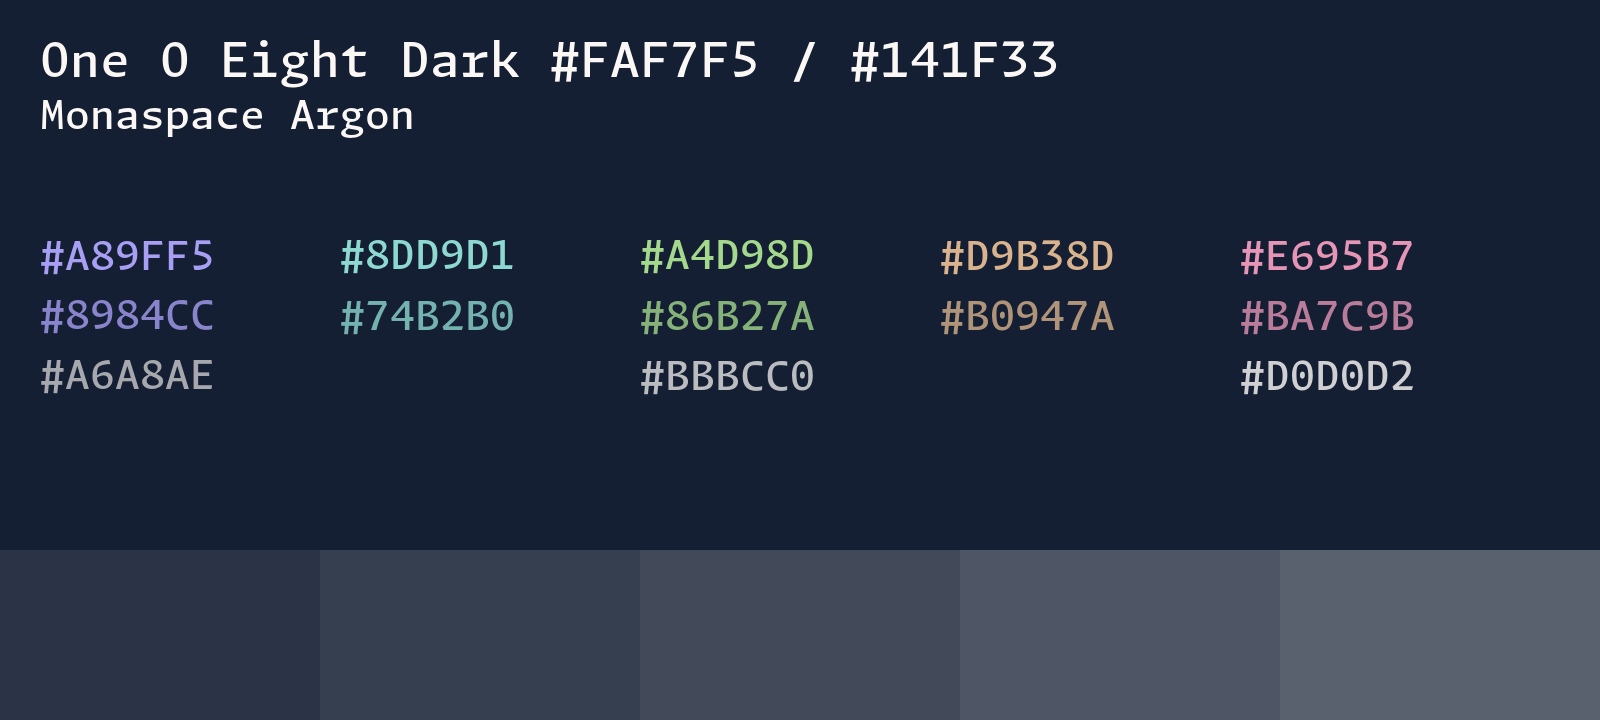 One O Eight Dark #FAF7F5 / #141F33
Monaspace Argon
#A89FF5 #8DD9D1 #A4D98D #D9B38D #E695B7
#8984CC #74B2B0 #86B27A #B0947A #BA7C9B
#A6A8AE #BBBCC0 #D0D0D2